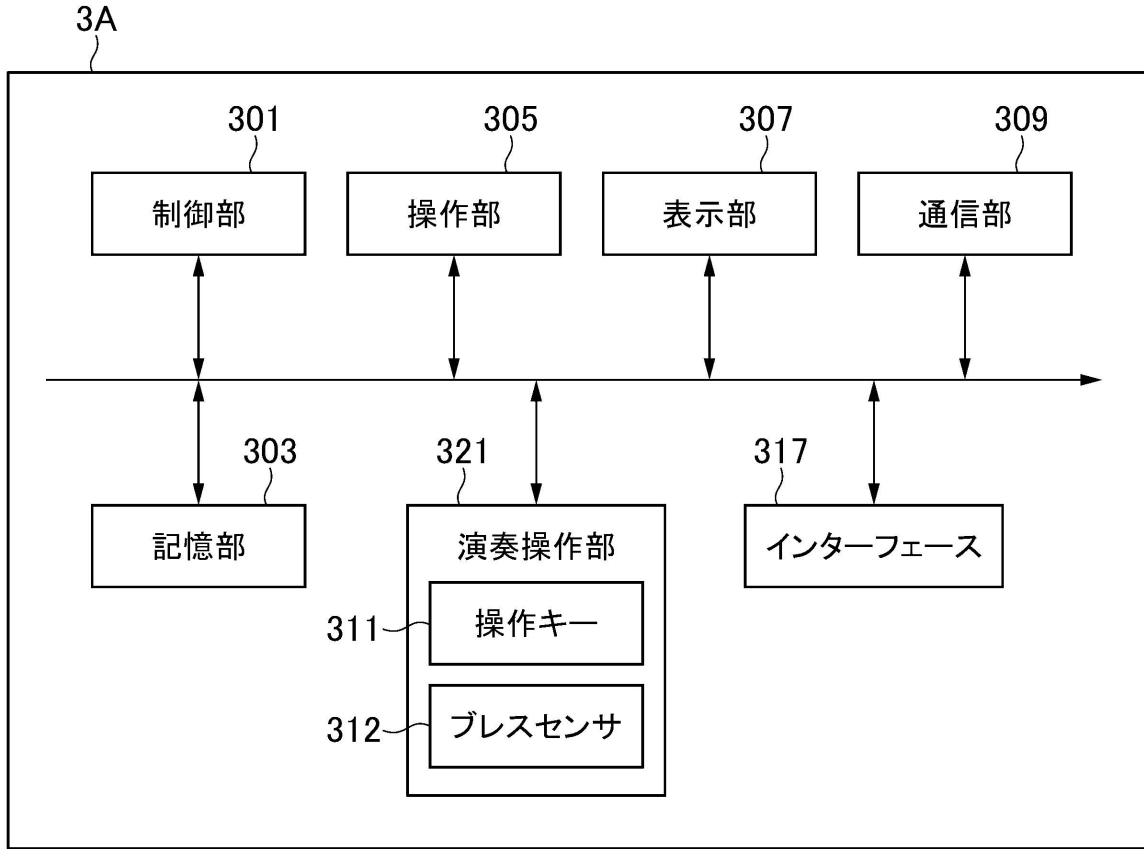 3A
301
305
307
309
制御部
操作部
表示部
通信部
303
321
317
記憶部
演奏操作部
インターフェース
311
操作キー
312
ブレスセンサ